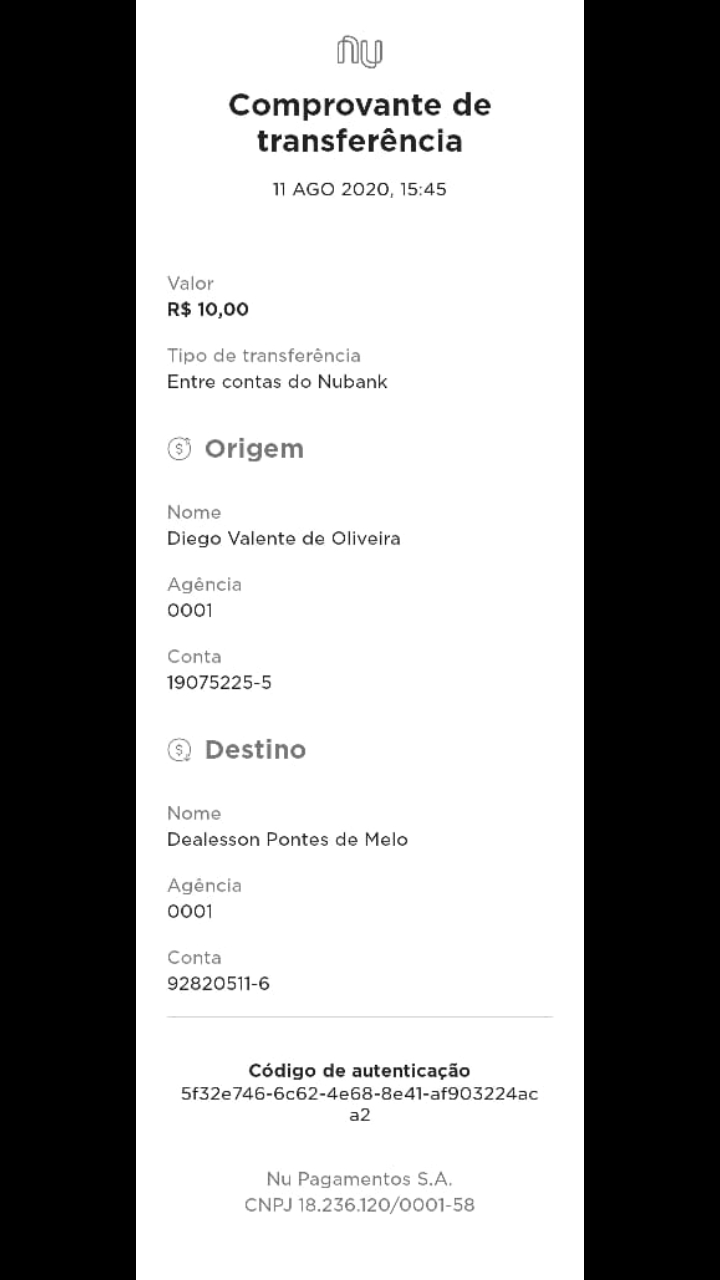 nu
Comprovante de
transferência
11 AGO 2020, 15:45
Valor
R$ 10,00
Tipo de transferência
Entre contas do Nubank
Origem
Nome
Diego Valente de Oliveira
Agência
0001
Conta
19075225-5
Destino
Nome
Dealesson Pontes de Melo
Agência
0001
Conta
92820511-6
Código de autenticação
5f32e746-6c62-4e68-8e41-af903224ac
a2
Nu Pagamentos S.A.
CNPJ 18.236.120/0001-58